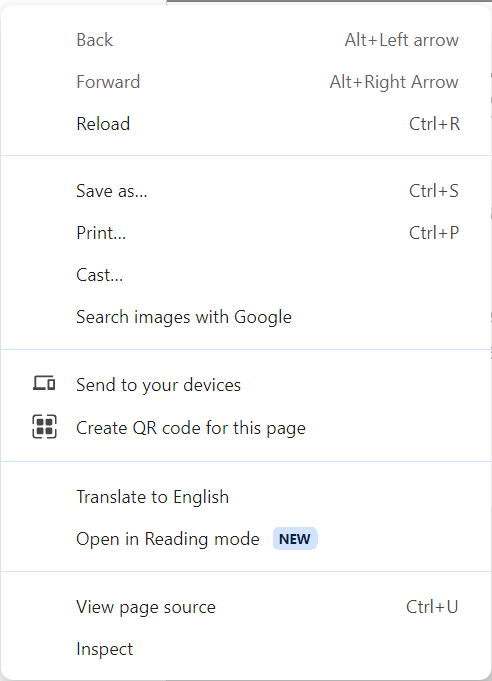 Back Alt+Left arrow
Forward Alt+Right Arrow
Reload Ctrl+R
Save as... Ctrl+S
Print... Ctrl+P
Cast...
Search images with Google
Send to your devices
Create QR code for this page
Translate to English
Open in Reading mode NEW
View page source Ctrl+U
Inspect